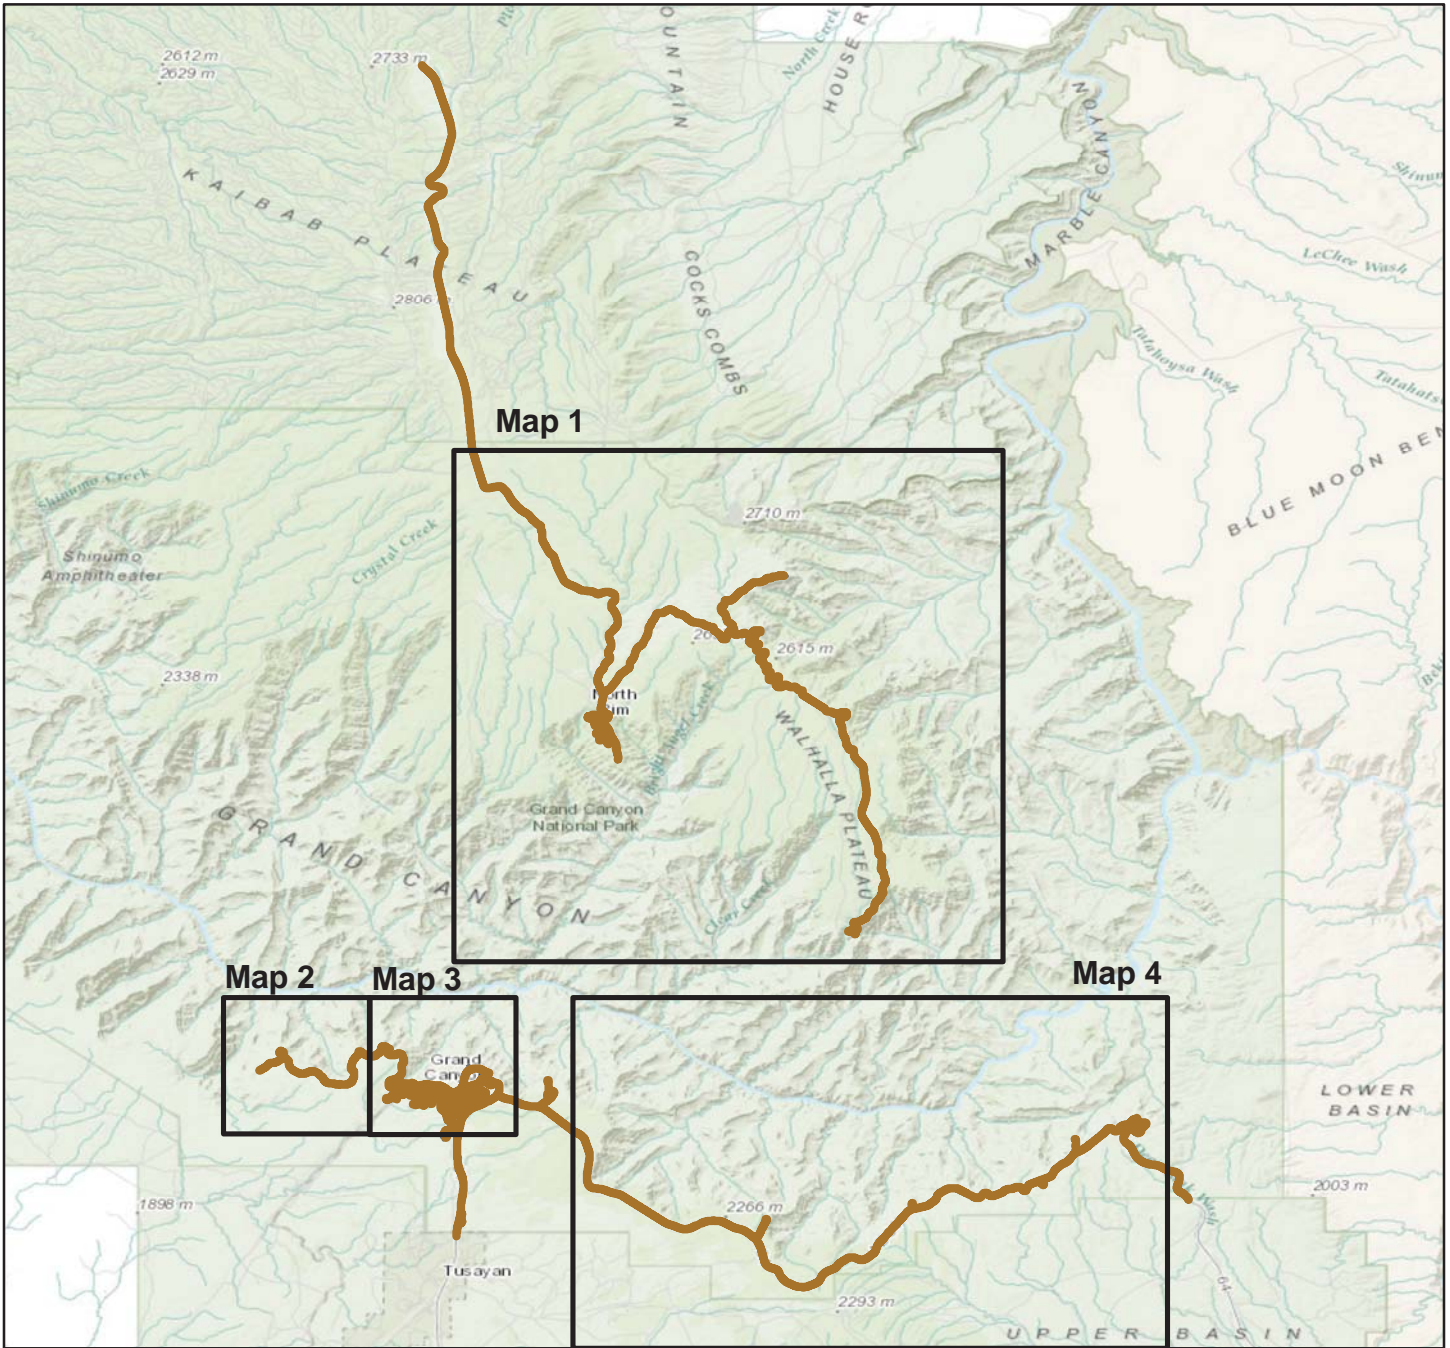 2612 m
2629 m
2733 m
North Creek
HOUSE R
OUNTAIN
MARBLE CANYON
KAIBAB PLATEAU
2806 m
COCKS COMBS
LeChee Wash
Tatahoysa Wash
BLUE MOON BEN
Map 1
Shinumo Creek
Shinumo
Amphitheater
Crystal Creek
2710 m
2615 m
2338 m
North
Rim
Bright Angel Creek
WALHALLA PLATEAU
Grand Canyon
National Park
GRAND CANYON
Clear Creek
Map 2
Map 3
Map 4
Grand
LOWER
BASIN
1898 m
2266 m
2003 m
Wash
Tusayan
64
2293 m
UPPER BASIN